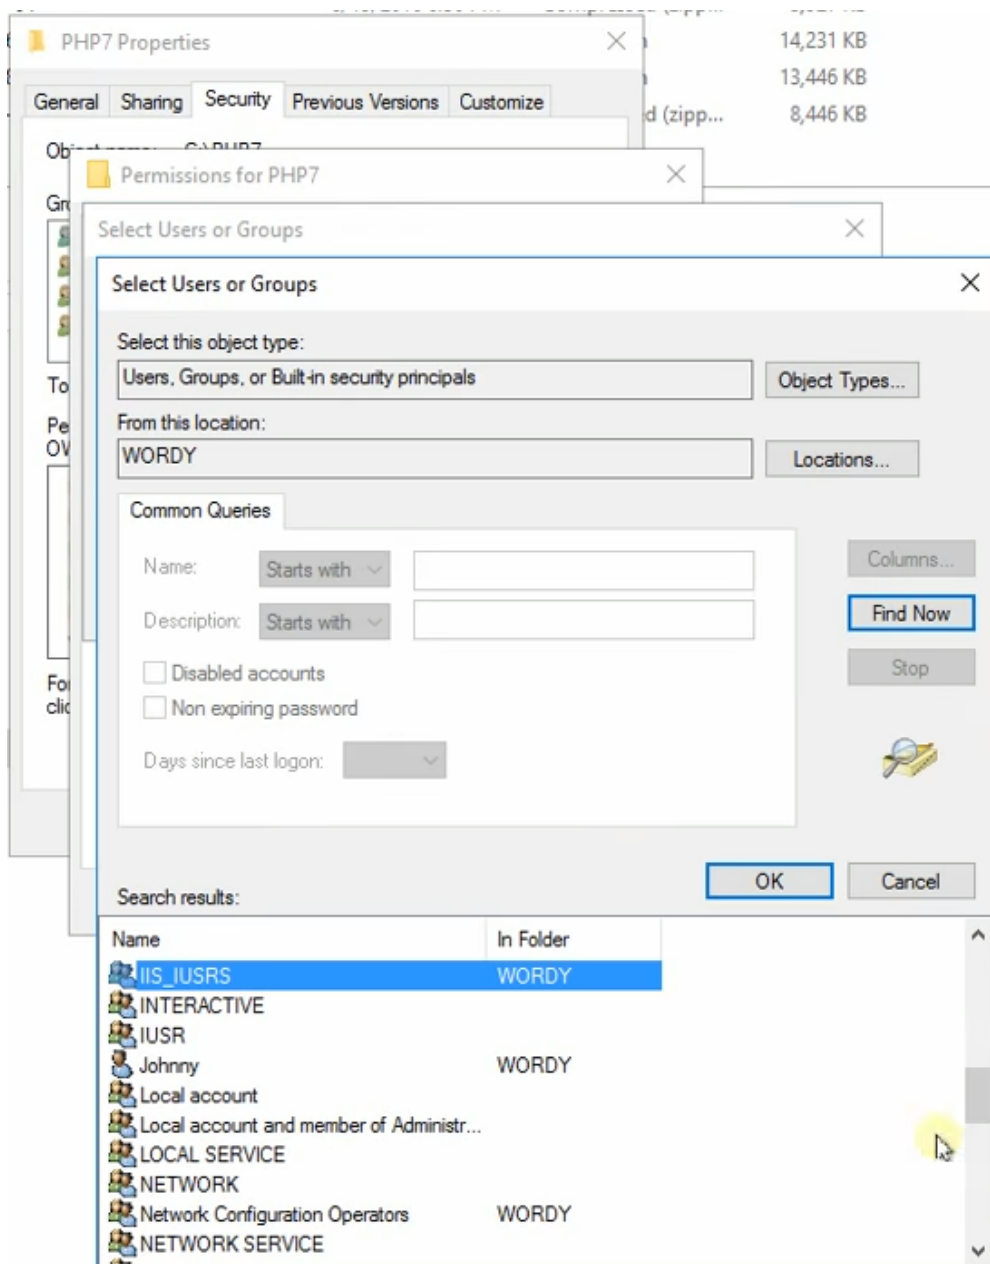 PHP7 Properties
14,231 KB
13,446 KB
d (zipp... 8,446 KB
General Sharing Security Previous Versions Customize
Permissions for PHP7
Select Users or Groups
Select Users or Groups
Select this object type:
Users, Groups, or Built-in security principals
Object Types...
From this location:
WORDY
Locations...
Common Queries
Name: Starts with
Columns...
Description: Starts with
Find Now
Disabled accounts
Stop
Non expiring password
Days since last logon:
OK Cancel
Search results:
Name In Folder
IIS_IUSRS WORDY
INTERACTIVE
IUSR
Johnny WORDY
Local account
Local account and member of Administr...
LOCAL SERVICE
NETWORK
Network Configuration Operators WORDY
NETWORK SERVICE